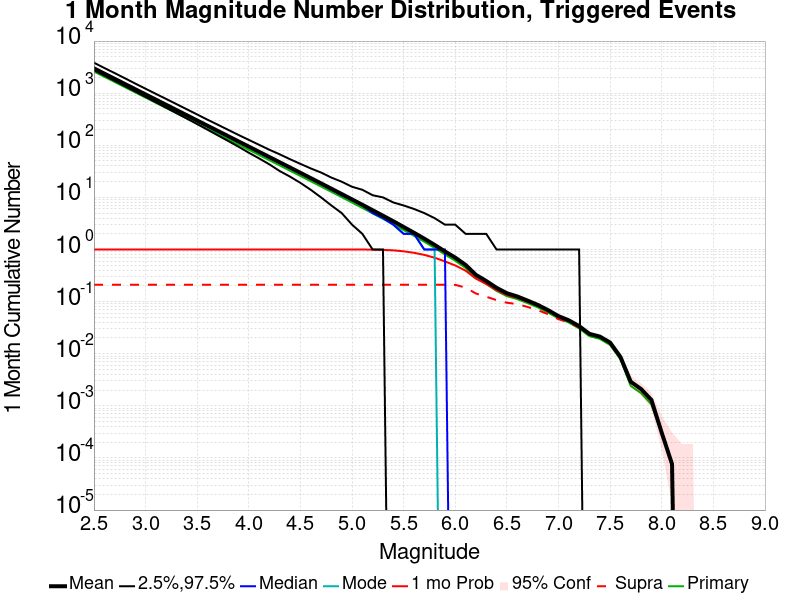 1 Month Magnitude Number Distribution, Triggered Events
1 Month Cumulative Number
10^4
10^3
10^2
10^1
10^0
10^-1
10^-2
10^-3
10^-4
10^-5
2.5 3.0 3.5 4.0 4.5 5.0 5.5 6.0 6.5 7.0 7.5 8.0 8.5 9.0
Magnitude
Mean 2.5%,97.5% Median Mode 1 mo Prob 95% Conf Supra Primary